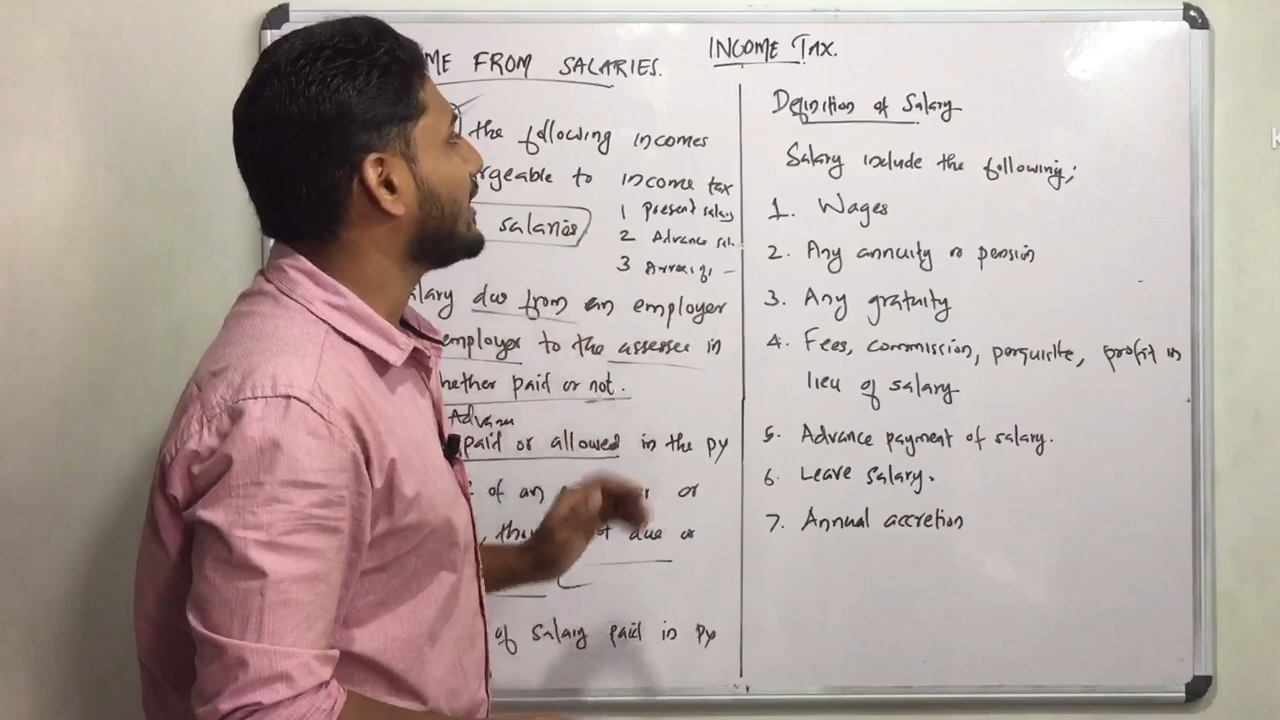 ME FROM SALARIES.
INCOME TAX.
the following incomes
rgeable to income tax
salaries
1 Present salary
2 Advance sal.
3
alary due from an employer
employer to the assessee in
hether paid or not.
Advan
paid or allowed in the PY
of an or
due or
of salary paid in PY
Definition of Salary
Salary include the following;
1. Wages
2. Any annuity or pension
3. Any gratuity
4. Fees, commission, perquisite, profit in
lieu of salary
5. Advance payment of salary.
6. Leave salary.
7. Annual accretion